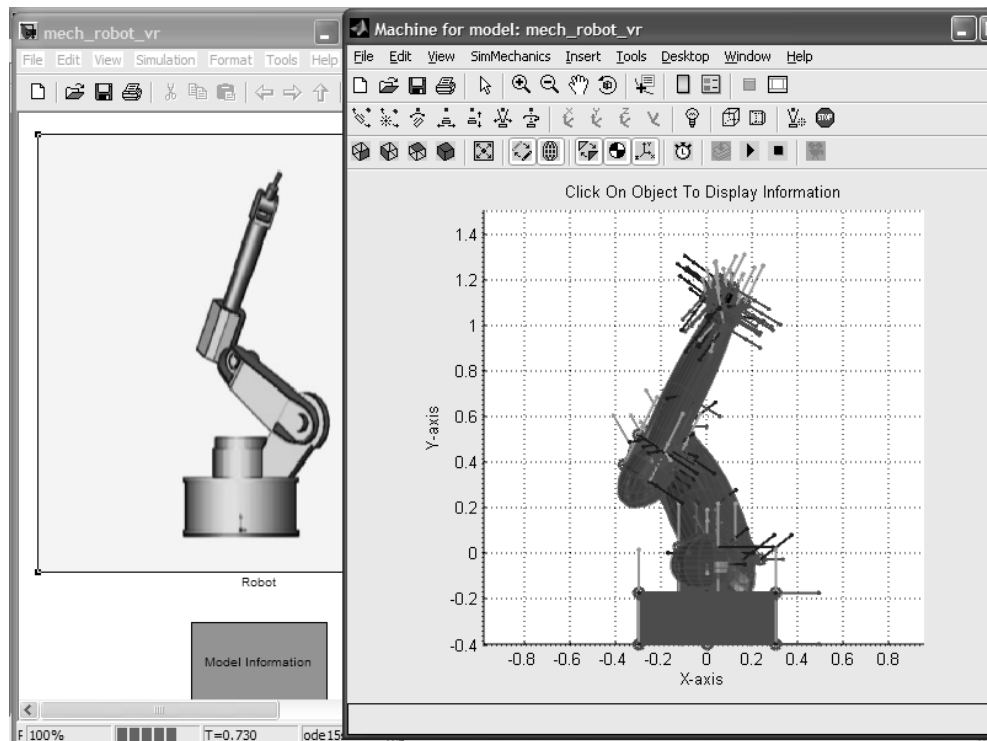 mech_robot_vr
File Edit View Simulation Format Tools Help
Robot
Model Information
F 100% T=0.730 ode15s
Machine for model: mech_robot_vr
File Edit View SimMechanics Insert Tools Desktop Window Help
STOP
Click On Object To Display Information
1.4
1.2
1
0.8
0.6
0.4
0.2
0
-0.2
-0.4
Y-axis
-0.8 -0.6 -0.4 -0.2 0 0.2 0.4 0.6 0.8
X-axis